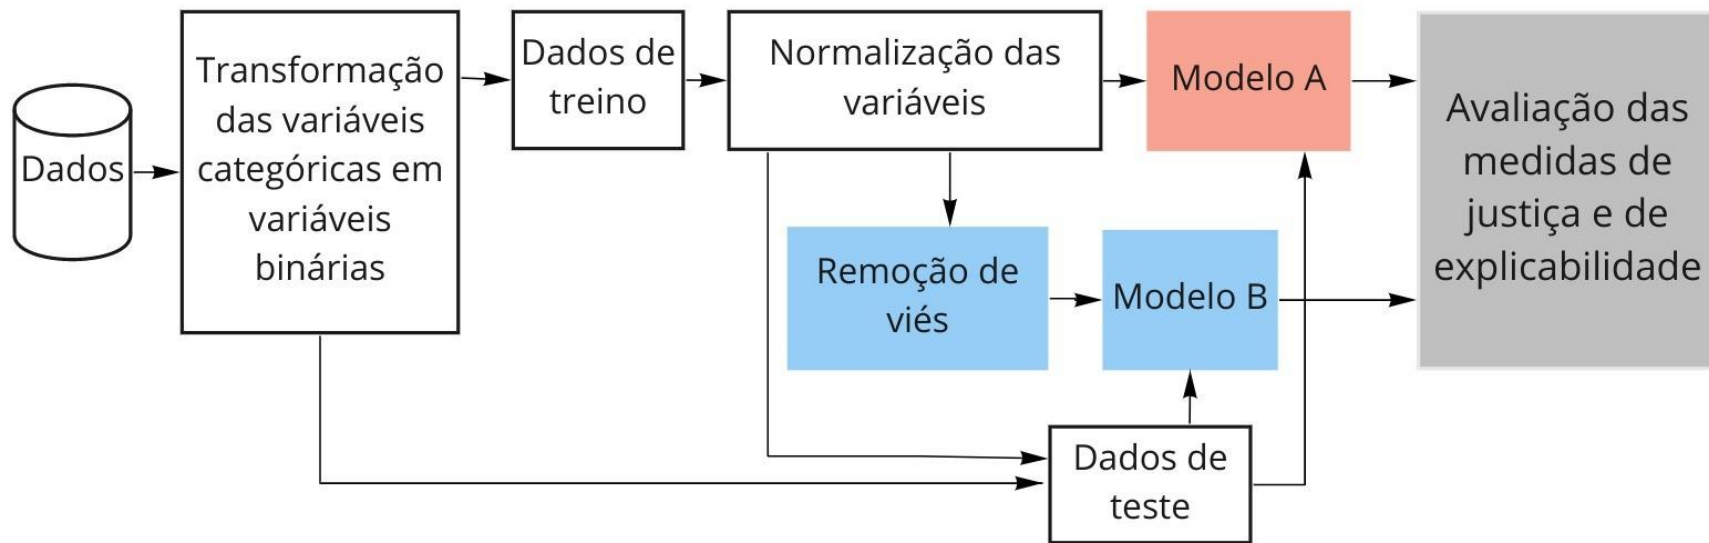 Dados
Transformação
das variáveis
categóricas em
variáveis
binárias
Dados de
treino
Normalização das
variáveis
Modelo A
Remoção de
viés
Modelo B
Dados de
teste
Avaliação das
medidas de
justiça e de
explicabilidade